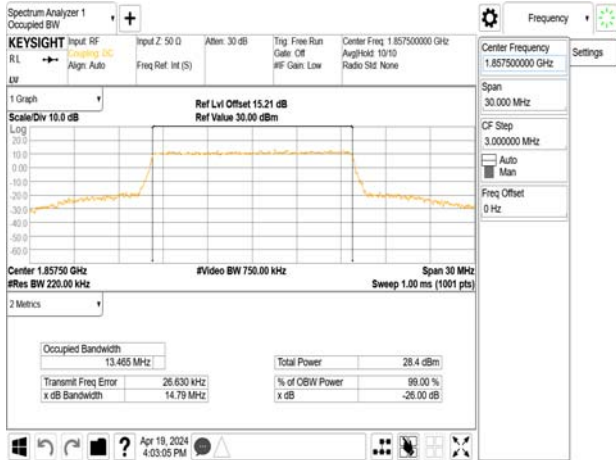 Spectrum Analyzer 1
Occupied BW
+
Frequency
KEYSIGHT
RL
Input: RF
Coupling: DC
Align: Auto
Input Z: 50 Ω
Freq Ref: Int (S)
Atten: 30 dB
Trig: Free Run
Gate: Off
#IF Gain: Low
Center Freq: 1.857500000 GHz
Avg|Hold: 10/10
Radio Std: None
Center Frequency
1.857500000 GHz
Settings
Span
30.000 MHz
CF Step
3.000000 MHz
Auto
Man
Freq Offset
0 Hz
1 Graph
Scale/Div 10.0 dB
Ref Lvl Offset 15.21 dB
Ref Value 30.00 dBm
Log
20.0
10.0
0.00
-10.0
-20.0
-30.0
-40.0
-50.0
-60.0
Center 1.85750 GHz
#Video BW 750.00 kHz
Span 30 MHz
#Res BW 220.00 kHz
Sweep 1.00 ms (1001 pts)
2 Metrics
Occupied Bandwidth
13.465 MHz
Total Power
28.4 dBm
Transmit Freq Error
26.630 kHz
% of OBW Power
99.00 %
x dB Bandwidth
14.79 MHz
x dB
-26.00 dB
?
Apr 19, 2024
4:03:05 PM